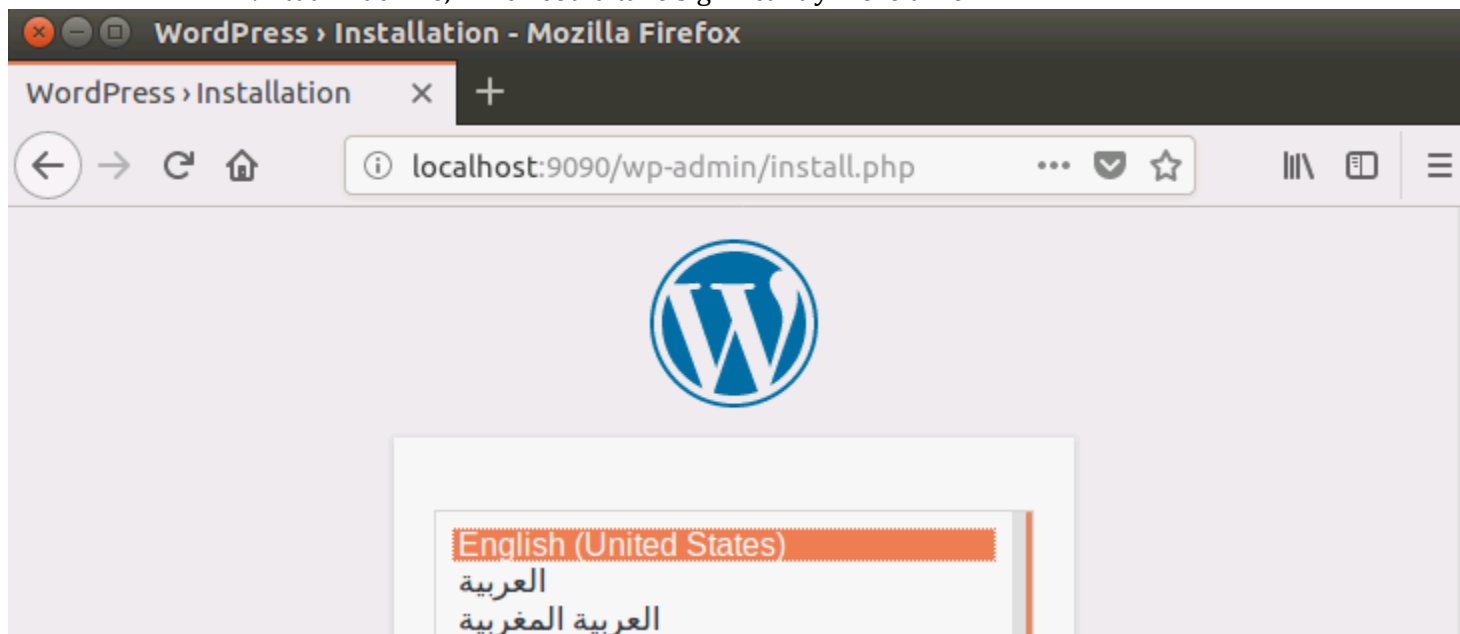 WordPress › Installation - Mozilla Firefox
WordPress › Installation
localhost:9090/wp-admin/install.php
English (United States)
العربية
العربية المغربية